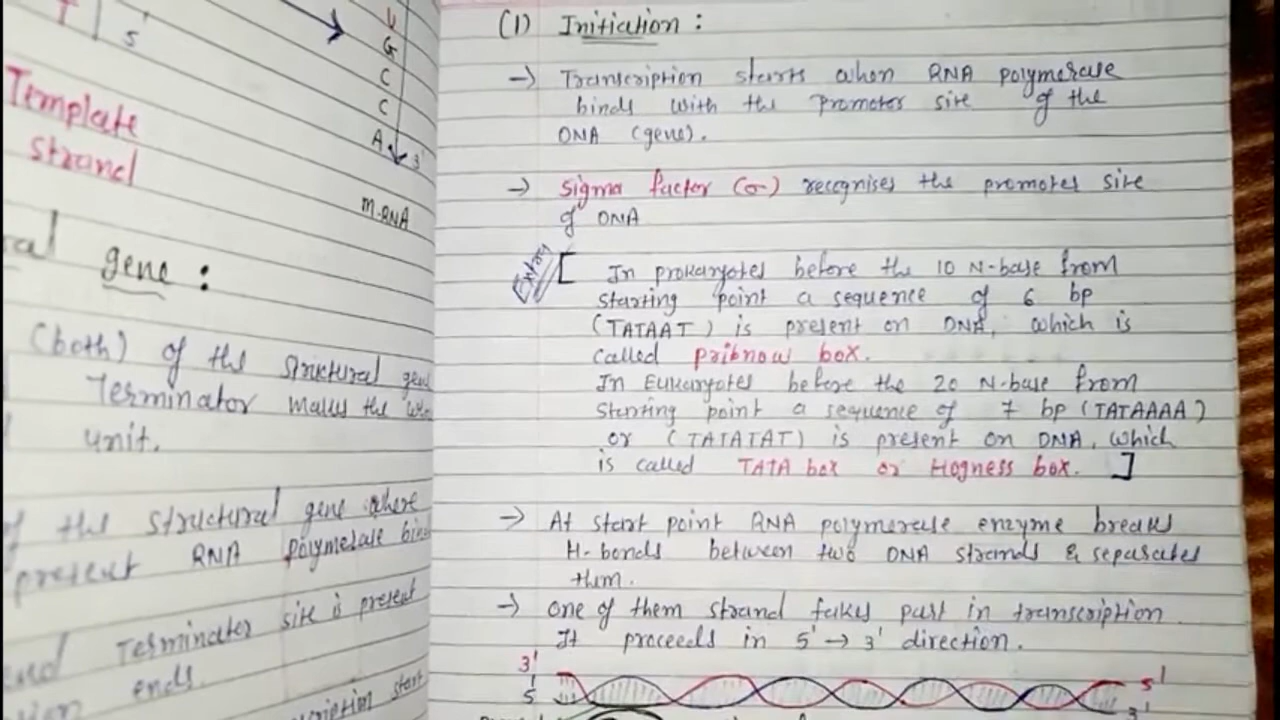 5
U
G
C
C
A
3'
Template
strand
m-RNA
gene :
(both) of the structural gene
Terminator makes the
unit.
of the structural gene where
present RNA polymerase
Terminator site is present
ends.
start
(1) Initiation :
→ Transcription starts when RNA polymerase
binds with the promoter site of the
DNA (gene).
→ Sigma factor (σ) recognises the promoter site
of DNA
Extra [ In prokaryotes before the 10 N-base from
starting point a sequence of 6 bp
(TATAAT) is present on DNA, which is
called pribnow box.
In Eukaryotes before the 20 N-base from
starting point a sequence of 7 bp (TATAAAA)
or (TATATAT) is present on DNA, which
is called TATA box or Hogness box. ]
→ At start point RNA polymerase enzyme breaks
H-bonds between two DNA strands & separates
them.
→ one of them strand takes part in transcription.
It proceeds in 5' → 3' direction.
3' 5'
5' 3'